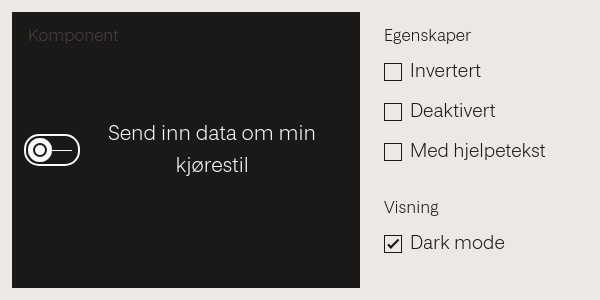 Komponent
Send inn data om min
kjørestil
Egenskaper
Invertert
Deaktivert
Med hjelpetekst
Visning
Dark mode